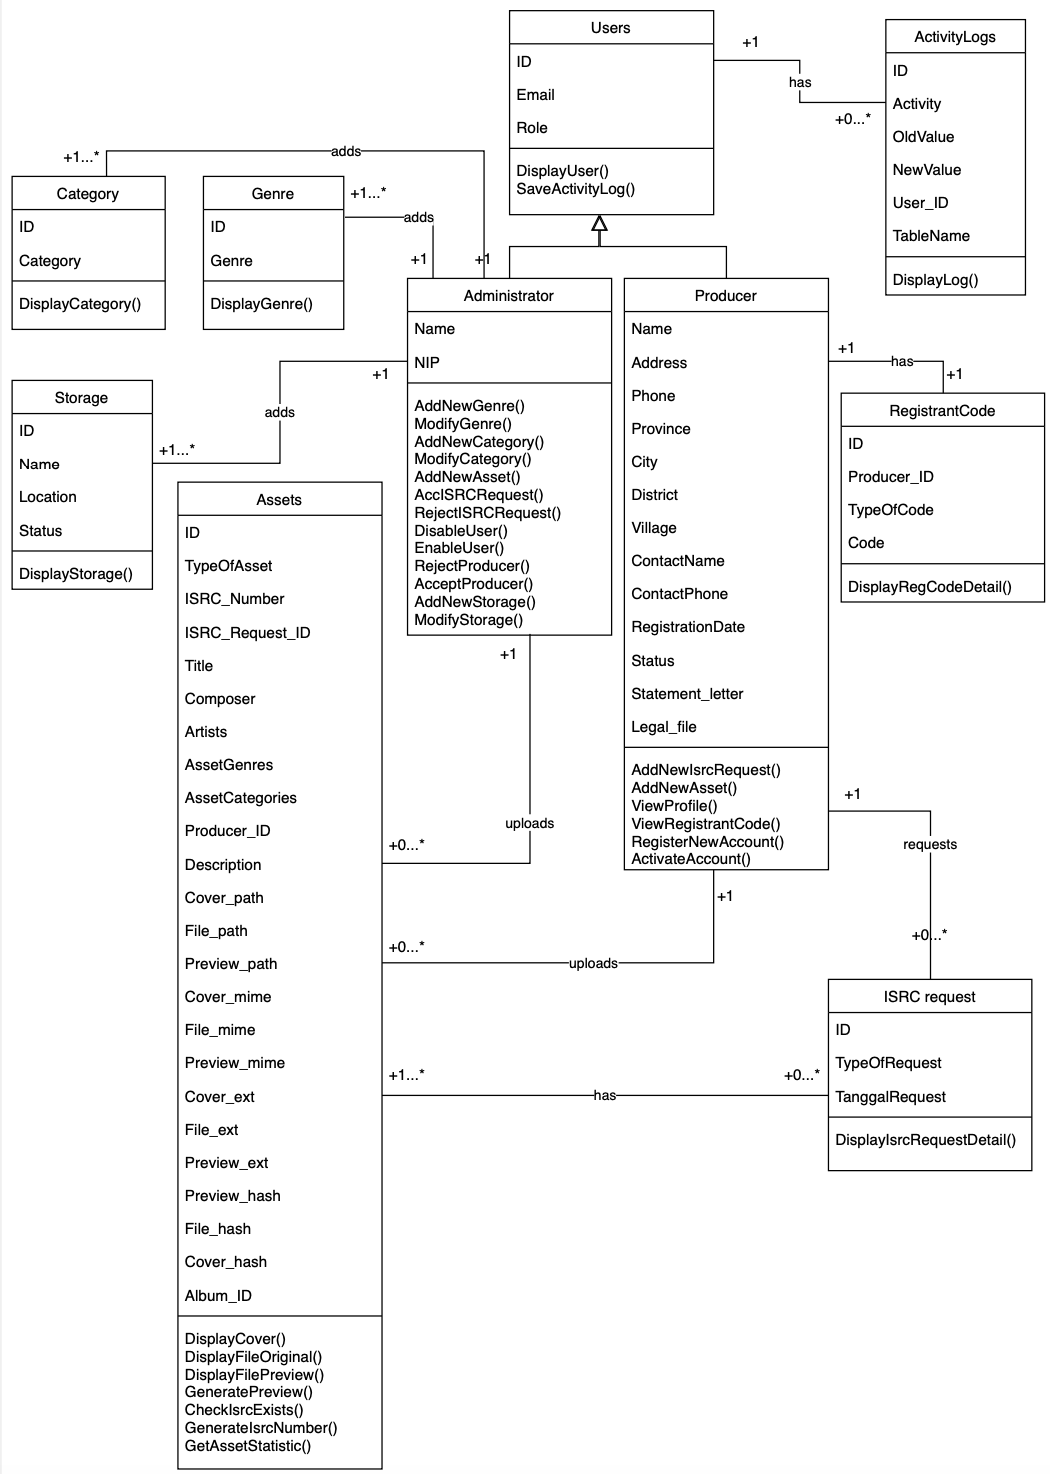 Users
ID
Email
Role
DisplayUser()
SaveActivityLog()
+1
has
+0...*
ActivityLogs
ID
Activity
OldValue
NewValue
User_ID
TableName
DisplayLog()
+1...*
adds
+1
Category
ID
Category
DisplayCategory()
Genre
ID
Genre
DisplayGenre()
+1...*
adds
+1
Administrator
Name
NIP
AddNewGenre()
ModifyGenre()
AddNewCategory()
ModifyCategory()
AddNewAsset()
AccISRCRequest()
RejectISRCRequest()
DisableUser()
EnableUser()
RejectProducer()
AcceptProducer()
AddNewStorage()
ModifyStorage()
Producer
Name
Address
Phone
Province
City
District
Village
ContactName
ContactPhone
RegistrationDate
Status
Statement_letter
Legal_file
AddNewIsrcRequest()
AddNewAsset()
ViewProfile()
ViewRegistrantCode()
RegisterNewAccount()
ActivateAccount()
+1
has
+1
RegistrantCode
ID
Producer_ID
TypeOfCode
Code
DisplayRegCodeDetail()
+1
adds
+1...*
Storage
ID
Name
Location
Status
DisplayStorage()
Assets
ID
TypeOfAsset
ISRC_Number
ISRC_Request_ID
Title
Composer
Artists
AssetGenres
AssetCategories
Producer_ID
Description
Cover_path
File_path
Preview_path
Cover_mime
File_mime
Preview_mime
Cover_ext
File_ext
Preview_ext
Preview_hash
File_hash
Cover_hash
Album_ID
DisplayCover()
DisplayFileOriginal()
DisplayFilePreview()
GeneratePreview()
CheckIsrcExists()
GenerateIsrcNumber()
GetAssetStatistic()
+1
uploads
+0...*
+1
uploads
+0...*
+1
requests
+0...*
+1...*
has
+0...*
ISRC request
ID
TypeOfRequest
TanggalRequest
DisplayIsrcRequestDetail()